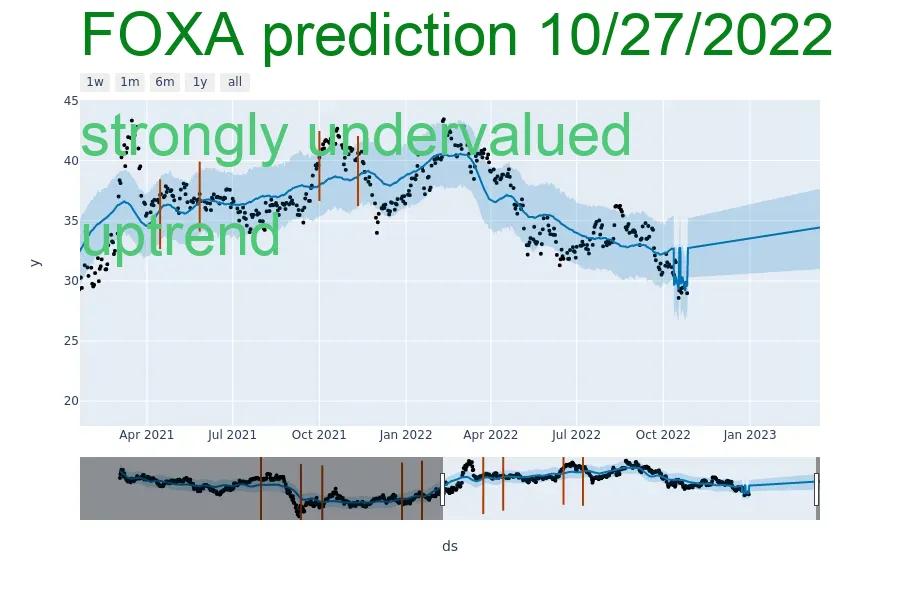 FOXA prediction 10/27/2022
1w 1m 6m 1y all
strongly undervalued
uptrend
45
40
35
30
25
20
y
Apr 2021 Jul 2021 Oct 2021 Jan 2022 Apr 2022 Jul 2022 Oct 2022 Jan 2023
ds